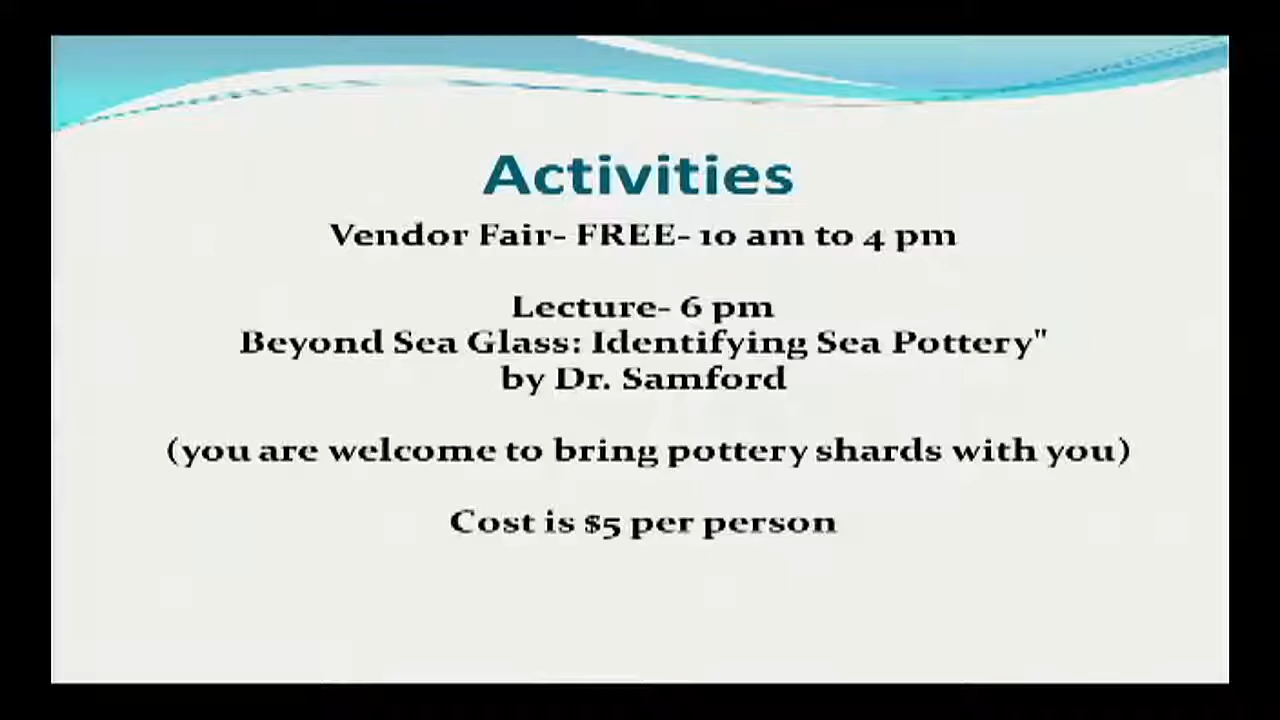 Activities
Vendor Fair- FREE- 10 am to 4 pm
Lecture- 6 pm
Beyond Sea Glass: Identifying Sea Pottery"
by Dr. Samford
(you are welcome to bring pottery shards with you)
Cost is $5 per person